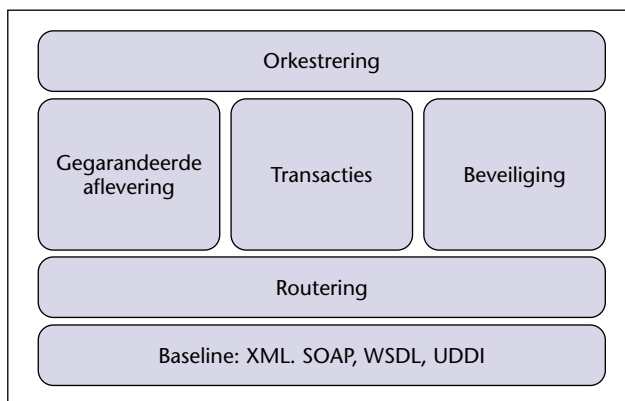 Orkestrering
Gegarandeerde
aflevering
Transacties
Beveiliging
Routering
Baseline: XML. SOAP, WSDL, UDDI